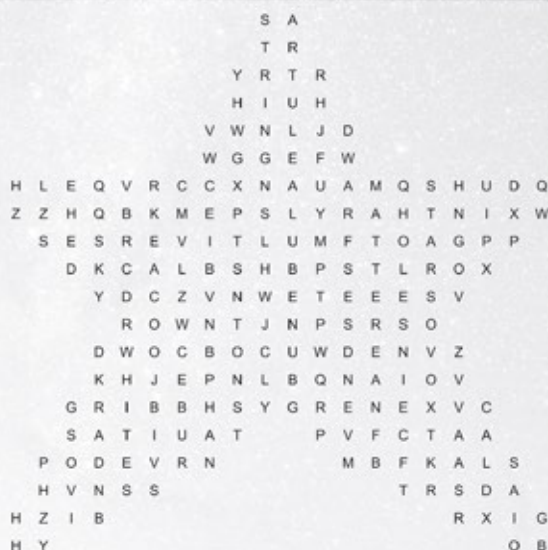 S A
T R
Y R T R
H I U H
V W N L J D
W G G E F W
H L E Q V R C C X N A U A M Q S H U D Q
Z Z H Q B K M E P S L Y R A H T N I X W
S E S R E V I T L U M F T O A G P P
D K C A L B S H B P S T L R O X
Y D C Z V N W E T E E E S V
R O W N T J N P S R S O
D W O C B O C U W D E N V Z
K H J E P N L B Q N A I O V
G R I B B H S Y G R E N E X V C
S A T I U A T P V F C T A A
P O D E V R N M B F K A L S
H V N S S T R S D A
H Z I B R X I G
H Y O B